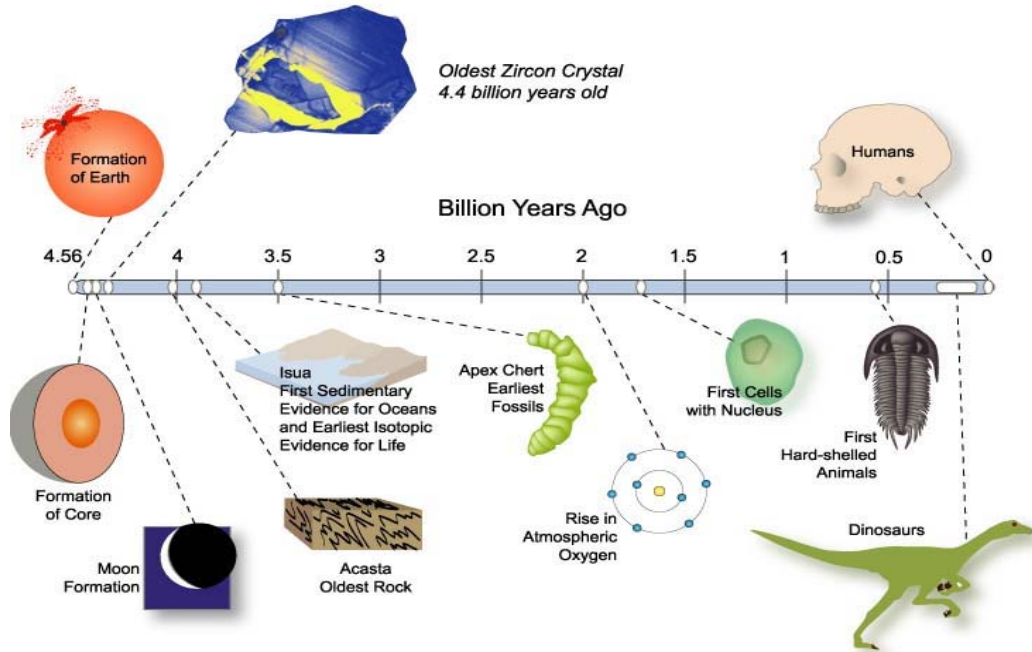 Oldest Zircon Crystal
4.4 billion years old
Formation
of Earth
Humans
Billion Years Ago
4.56 4 3.5 3 2.5 2 1.5 1 0.5 0
Isua
First Sedimentary
Evidence for Oceans
and Earliest Isotopic
Evidence for Life
Apex Chert
Earliest
Fossils
First Cells
with Nucleus
First
Hard-shelled
Animals
Formation
of Core
Rise in
Atmospheric
Oxygen
Dinosaurs
Moon
Formation
Acasta
Oldest Rock